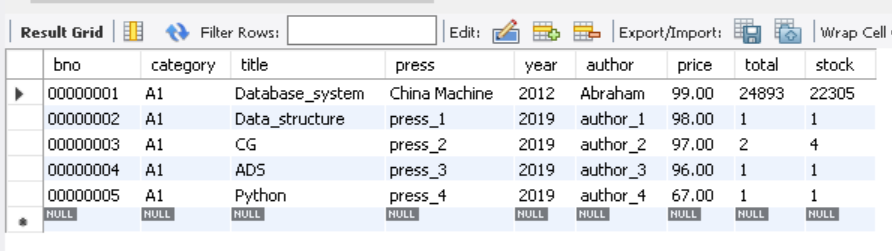 Result Grid Filter Rows: Edit: Export/Import: Wrap Cell
bno category title press year author price total stock
00000001 A1 Database_system China Machine 2012 Abraham 99.00 24893 22305
00000002 A1 Data_structure press_1 2019 author_1 98.00 1 1
00000003 A1 CG press_2 2019 author_2 97.00 2 4
00000004 A1 ADS press_3 2019 author_3 96.00 1 1
00000005 A1 Python press_4 2019 author_4 67.00 1 1
NULL NULL NULL NULL NULL NULL NULL NULL NULL